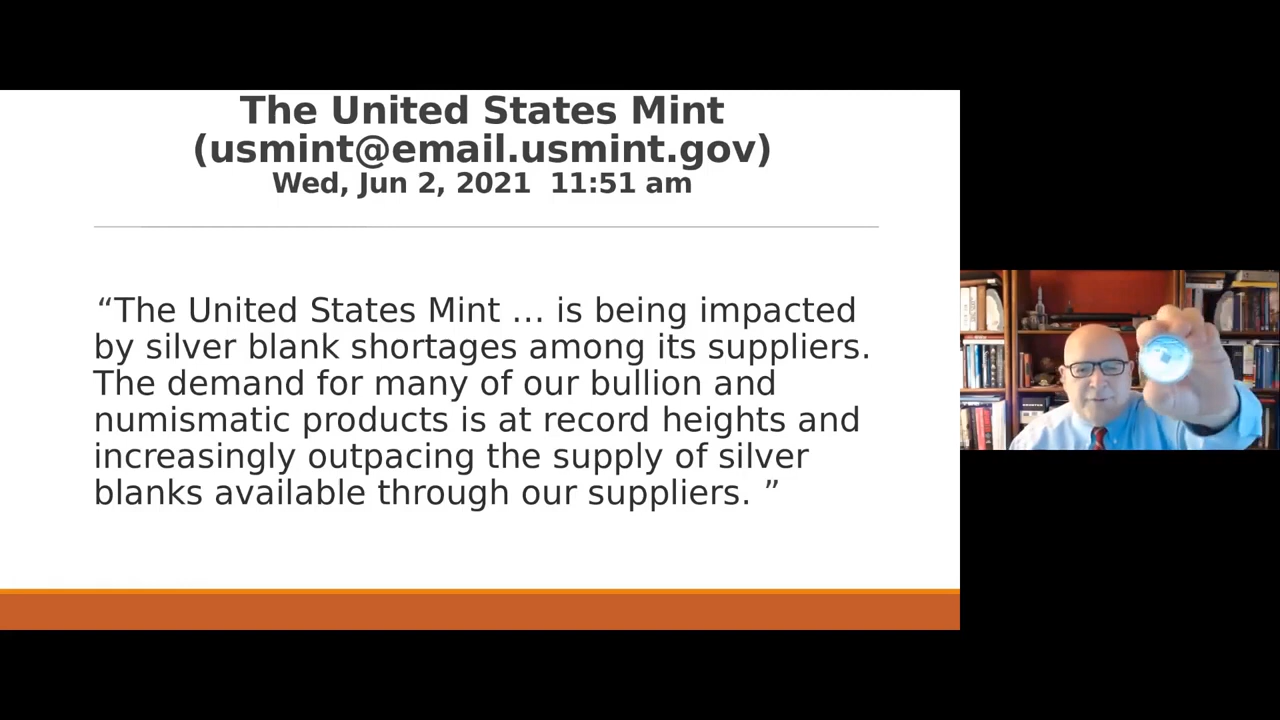 The United States Mint
(usmint@email.usmint.gov)
Wed, Jun 2, 2021  11:51 am
“The United States Mint … is being impacted
by silver blank shortages among its suppliers.
The demand for many of our bullion and
numismatic products is at record heights and
increasingly outpacing the supply of silver
blanks available through our suppliers. ”